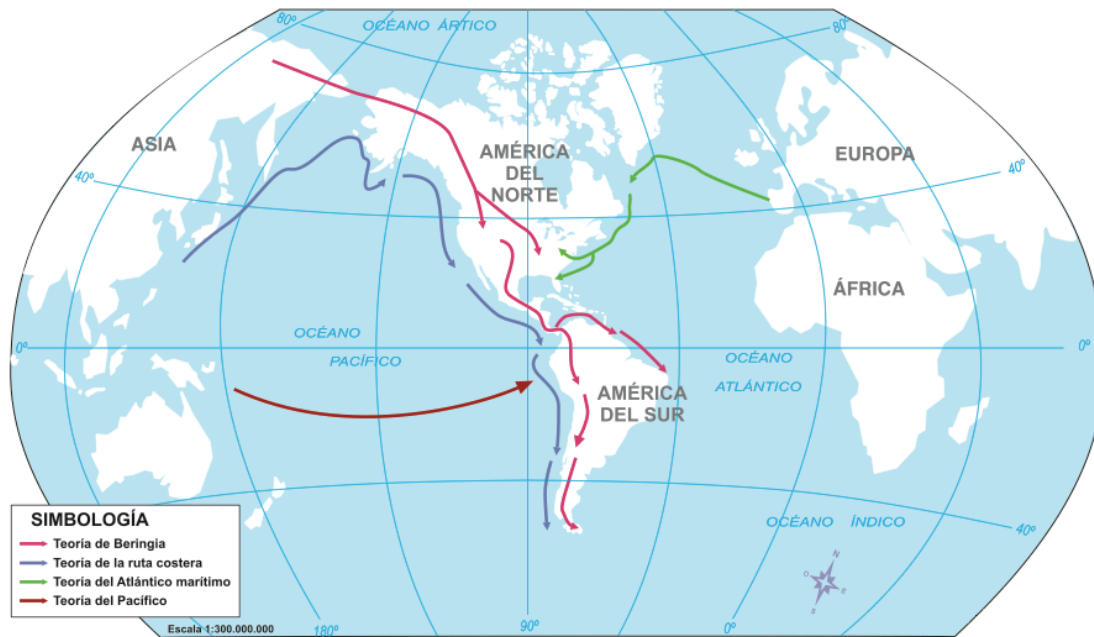 80º
OCÉANO ÁRTICO
80º
ASIA
AMÉRICA
DEL
NORTE
EUROPA
40º
40º
ÁFRICA
OCÉANO
PACÍFICO
0º
0º
OCÉANO
ATLÁNTICO
AMÉRICA
DEL SUR
OCÉANO ÍNDICO
40º
SIMBOLOGÍA
Teoría de Beringia
Teoría de la ruta costera
Teoría del Atlántico marítimo
Teoría del Pacífico
N
O
E
S
Escala 1:300.000.000
180º
90º
0º